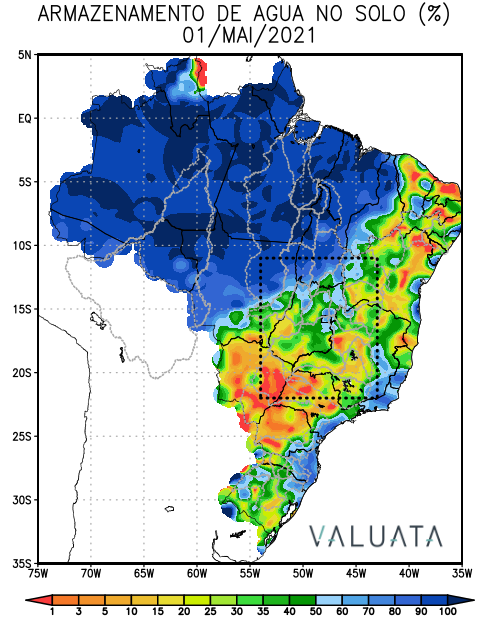 ARMAZENAMENTO DE AGUA NO SOLO (%)
01/MAI/2021
5N
EQ
5S
10S
15S
20S
25S
30S
35S
VALUATA
75W 70W 65W 60W 55W 50W 45W 40W 35W
1 3 5 10 15 20 25 30 35 40 50 60 70 80 90 100